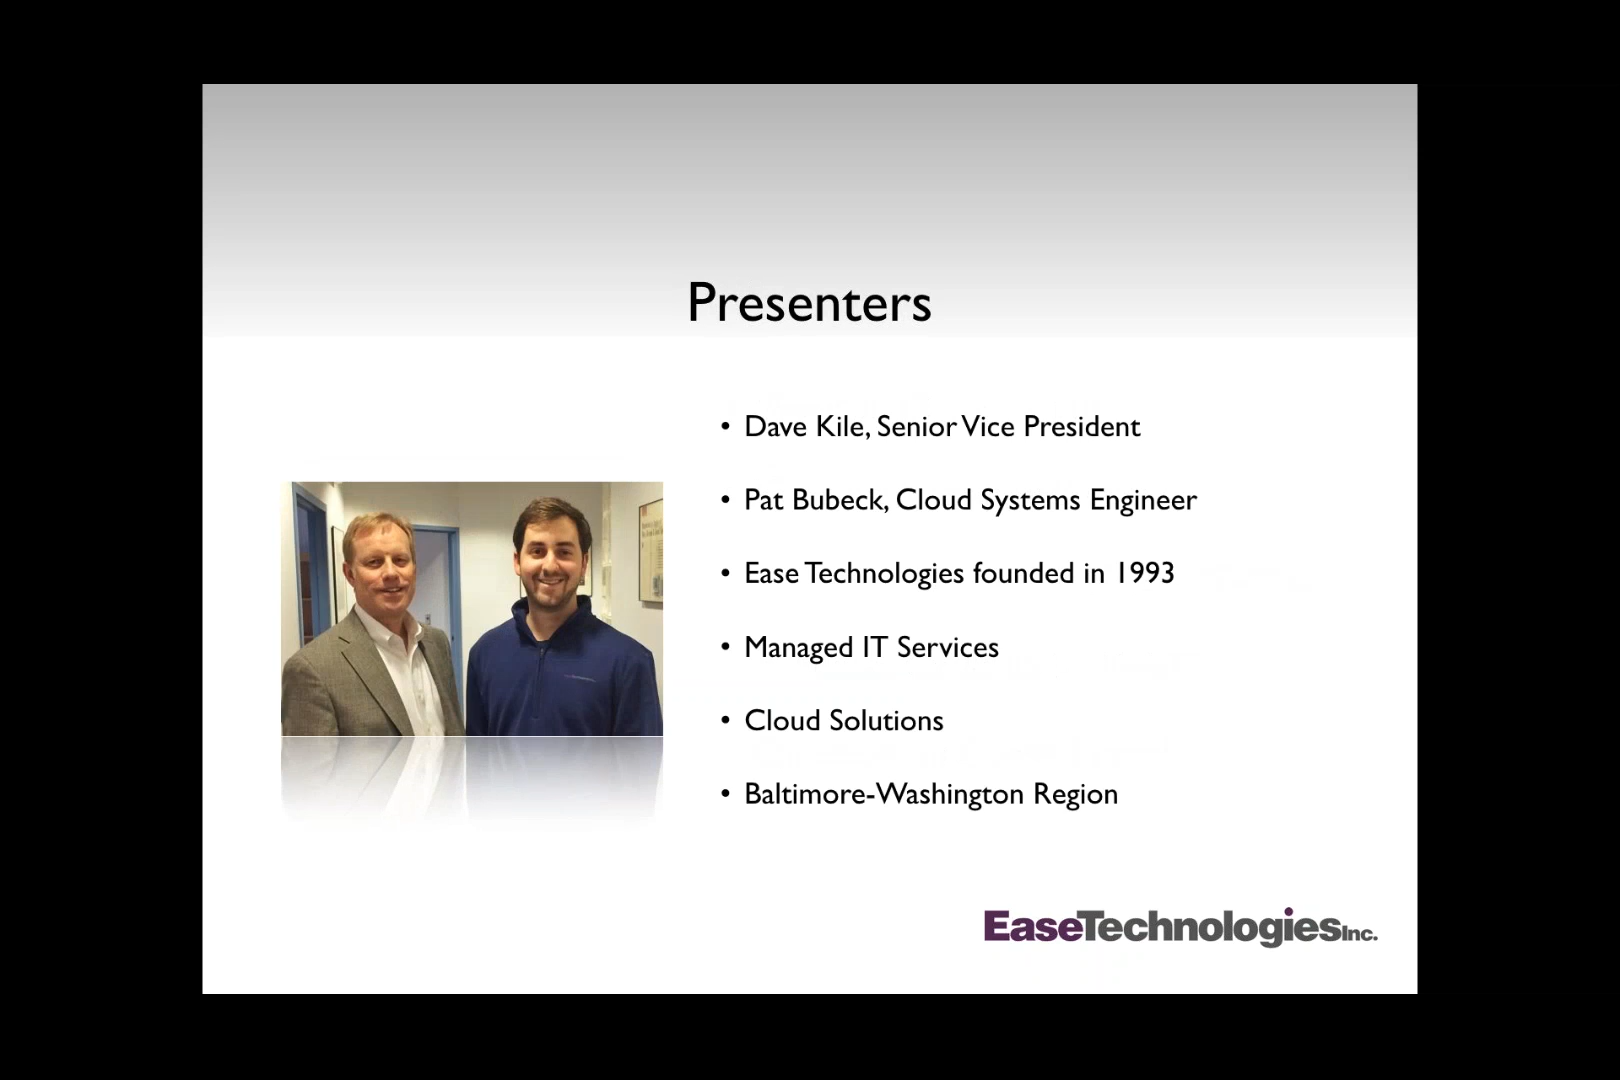 Presenters
• Dave Kile, Senior Vice President
• Pat Bubeck, Cloud Systems Engineer
• Ease Technologies founded in 1993
• Managed IT Services
• Cloud Solutions
• Baltimore-Washington Region
EaseTechnologiesInc.